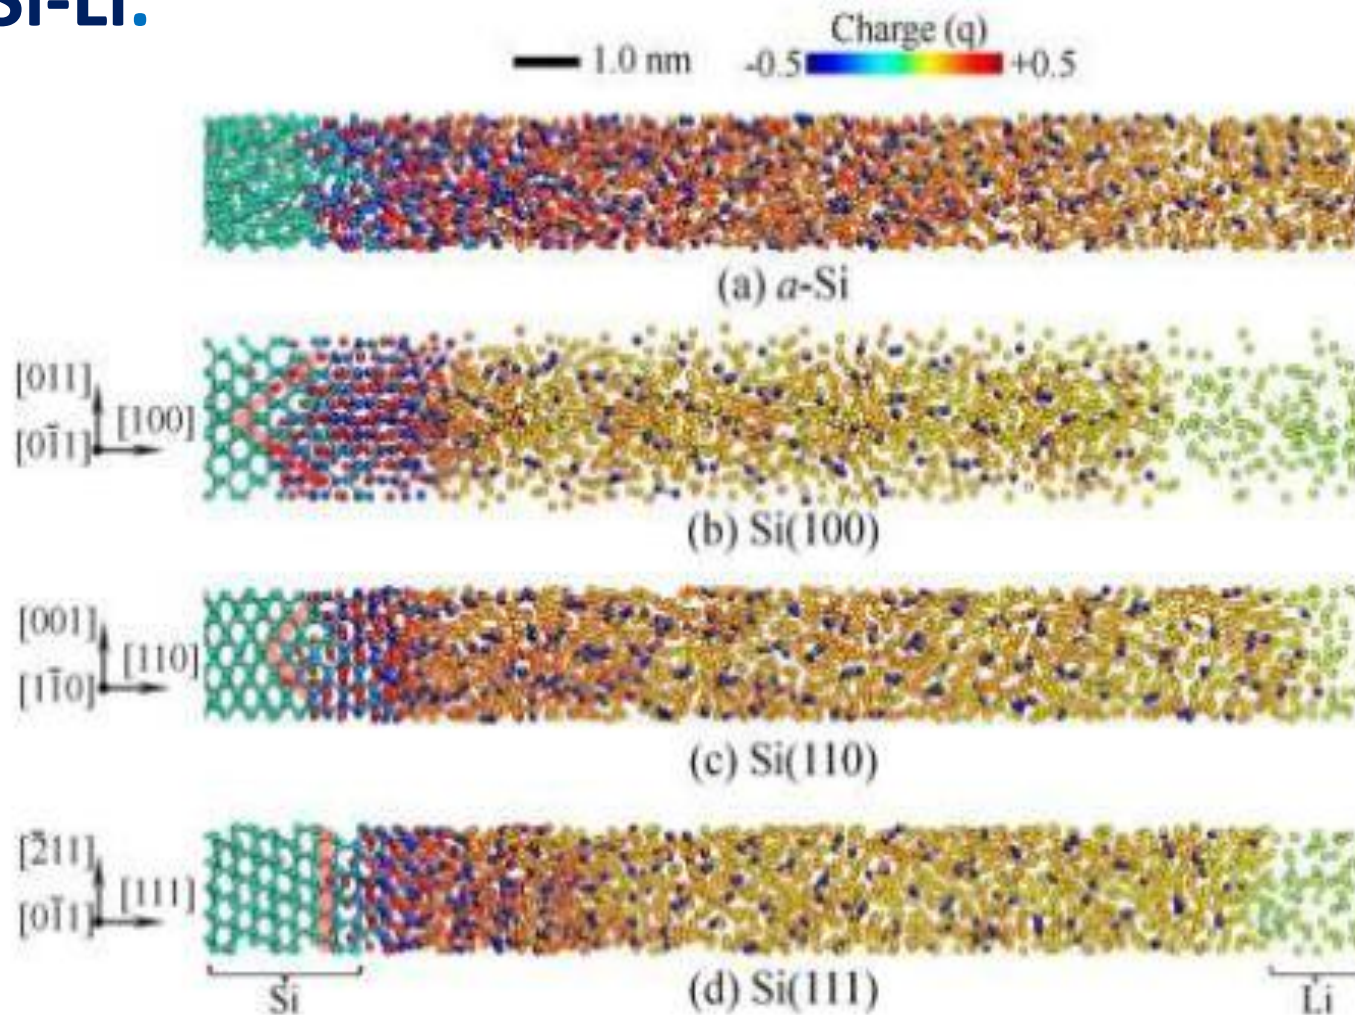 Si-Li.
Charge (q)
1.0 nm -0.5 +0.5
(a) a-Si
[011]
[100]
[01̄1]
(b) Si(100)
[001]
[110]
[11̄0]
(c) Si(110)
[2̄11]
[111]
[01̄1]
(d) Si(111)
Si
Li